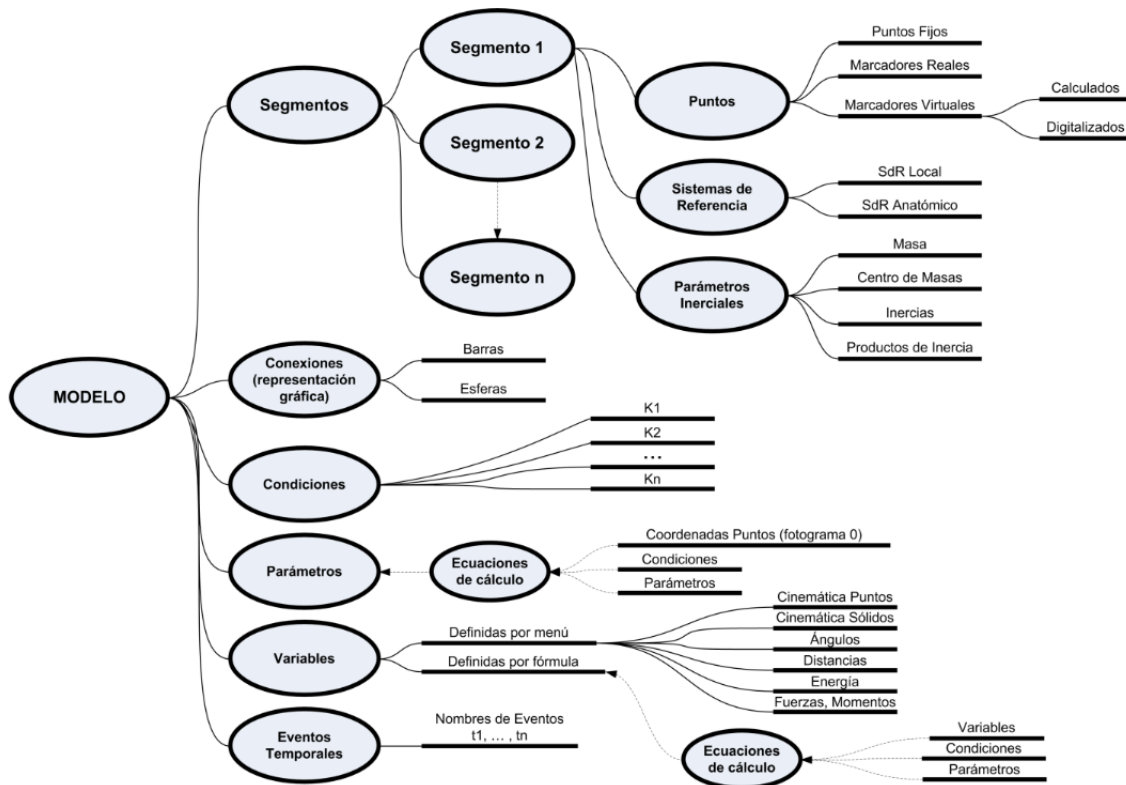 MODELO
Segmentos
Segmento 1
Puntos
Puntos Fijos
Marcadores Reales
Marcadores Virtuales
Calculados
Digitalizados
Sistemas de
Referencia
SdR Local
SdR Anatómico
Parámetros
Inerciales
Masa
Centro de Masas
Inercias
Productos de Inercia
Segmento 2
Segmento n
Conexiones
(representación
gráfica)
Barras
Esferas
Condiciones
K1
K2
...
Kn
Parámetros
Ecuaciones
de cálculo
Coordenadas Puntos (fotograma 0)
Condiciones
Parámetros
Variables
Definidas por menú
Cinemática Puntos
Cinemática Sólidos
Ángulos
Distancias
Energía
Fuerzas, Momentos
Definidas por fórmula
Ecuaciones
de cálculo
Variables
Condiciones
Parámetros
Eventos
Temporales
Nombres de Eventos
t1, ... , tn